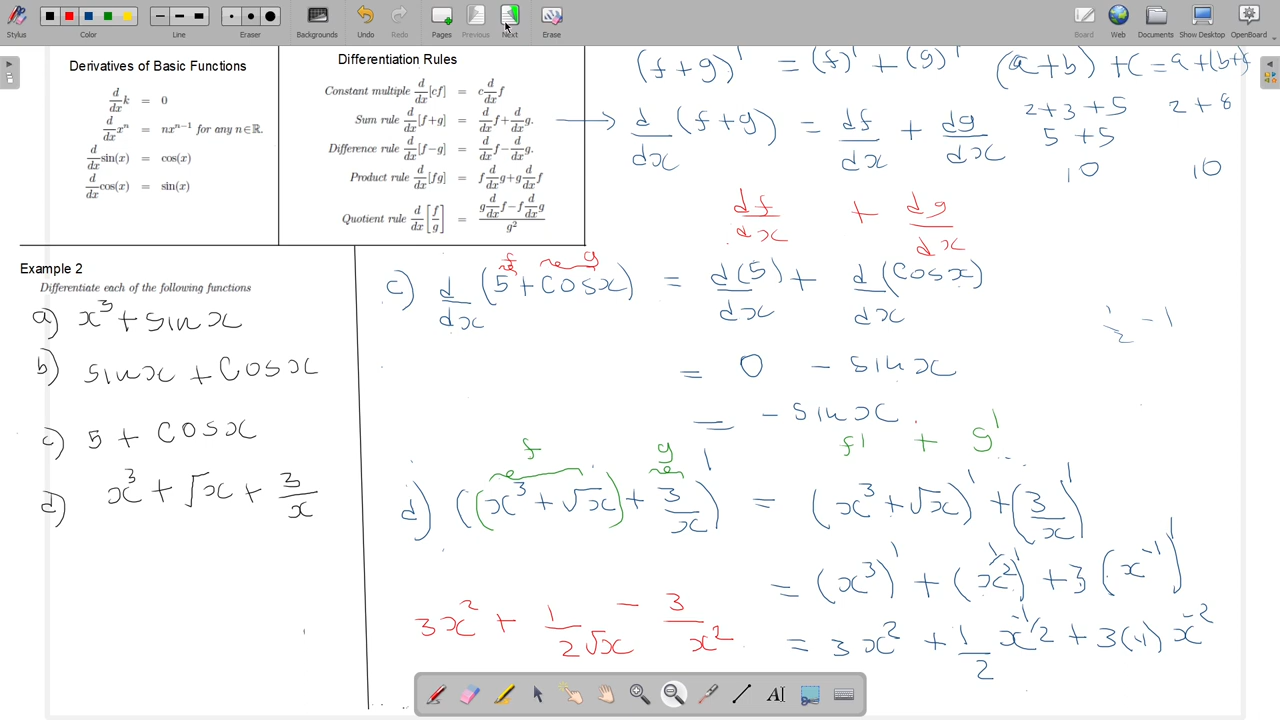 Stylus Color Line Eraser Backgrounds Undo Redo Pages Previous Next Erase Board Web Documents Show Desktop OpenBoard
Derivatives of Basic Functions
d/dx k = 0
d/dx xⁿ = nxⁿ⁻¹ for any n∈ℝ.
d/dx sin(x) = cos(x)
d/dx cos(x) = sin(x)
Differentiation Rules
Constant multiple d/dx [cf] = c d/dx f
Sum rule d/dx [f+g] = d/dx f + d/dx g.
Difference rule d/dx [f−g] = d/dx f − d/dx g.
Product rule d/dx [fg] = f d/dx g + g d/dx f
Quotient rule d/dx [f/g] = (g d/dx f − f d/dx g)/g²
(f+g)' = (f)' + (g)'
d/dx (f+g) = df/dx + dg/dx
(a+b)+c = a+(b+c
2+3+5 2+8
5+5
10 10
df/dx + dg/dx
Example 2
Differentiate each of the following functions
a) x³ + sin x
b) sin x + cos x
c) 5 + cos x
d) x³ + √x + 3/x
f g
c) d/dx (5 + cos x) = d(5)/dx + d/dx (cos x)
1/2 − 1
= 0 − sin x
= − sin x.
f g f' + g'
d) ((x³ + √x) + 3/x)' = (x³ + √x)' + (3/x)'
= (x³)' + (x^1/2)' + 3(x⁻¹)'
= 3x² + 1/2 x^-1/2 + 3(-1) x⁻²
3x² + 1/2√x − 3/x²